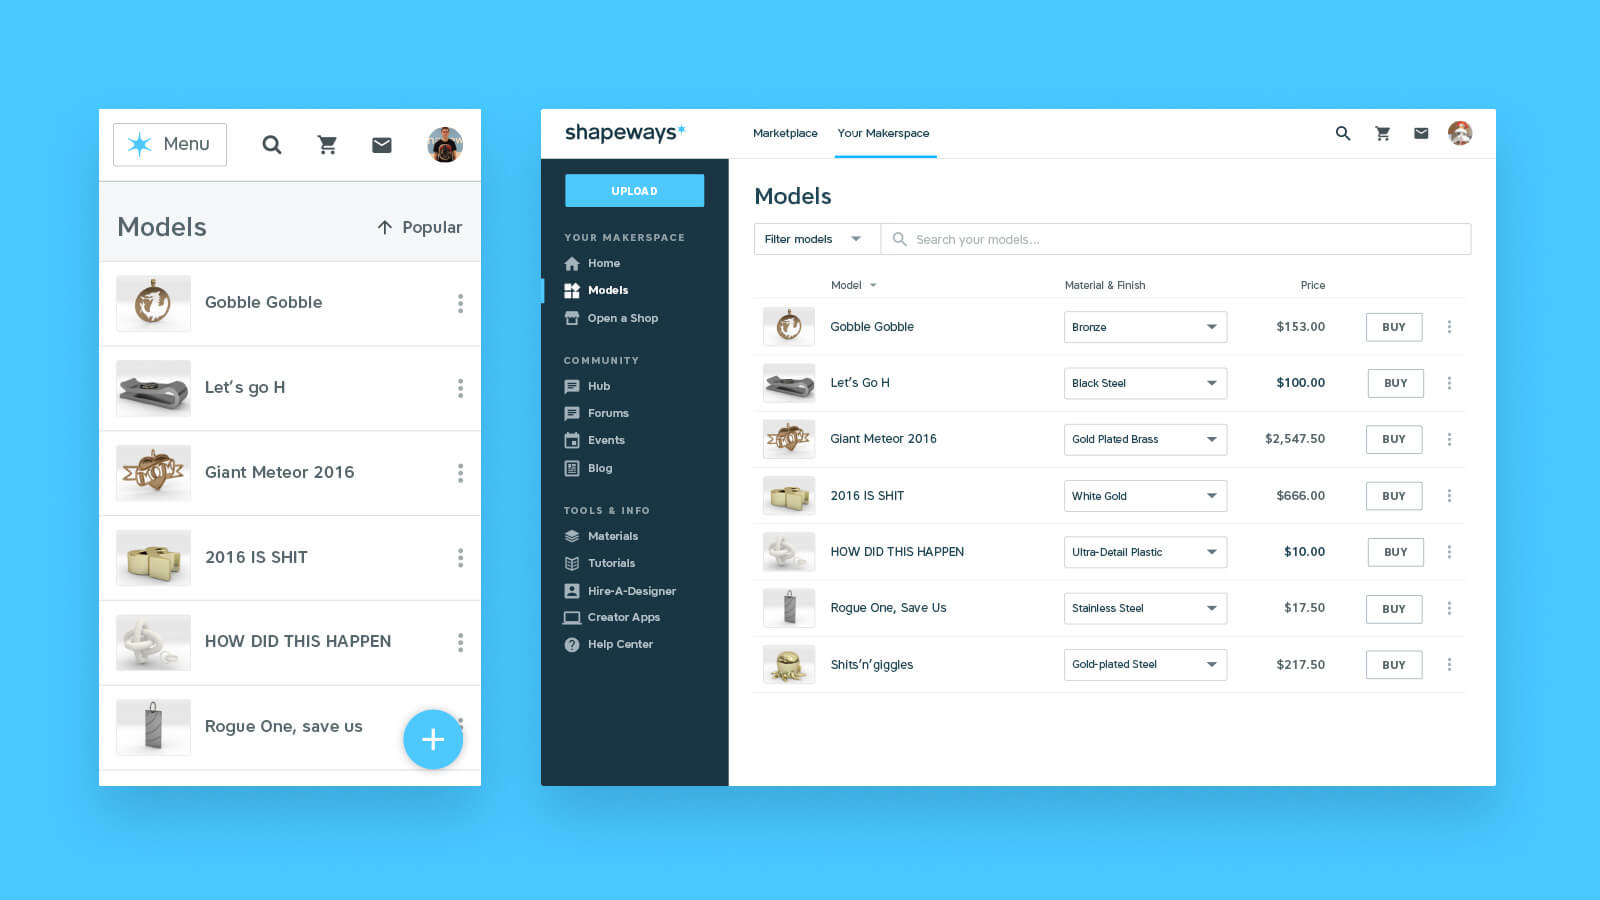 Menu
Models
Popular
Gobble Gobble
Let's go H
Giant Meteor 2016
2016 IS SHIT
HOW DID THIS HAPPEN
Rogue One, save us
shapeways*
Marketplace
Your Makerspace
UPLOAD
YOUR MAKERSPACE
Home
Models
Open a Shop
COMMUNITY
Hub
Forums
Events
Blog
TOOLS & INFO
Materials
Tutorials
Hire-A-Designer
Creator Apps
Help Center
Models
Filter models
Search your models...
Model Material & Finish Price
Gobble Gobble Bronze $153.00 BUY
Let's Go H Black Steel $100.00 BUY
Giant Meteor 2016 Gold Plated Brass $2,547.50 BUY
2016 IS SHIT White Gold $666.00 BUY
HOW DID THIS HAPPEN Ultra-Detail Plastic $10.00 BUY
Rogue One, Save Us Stainless Steel $17.50 BUY
Shits'n'giggles Gold-plated Steel $217.50 BUY